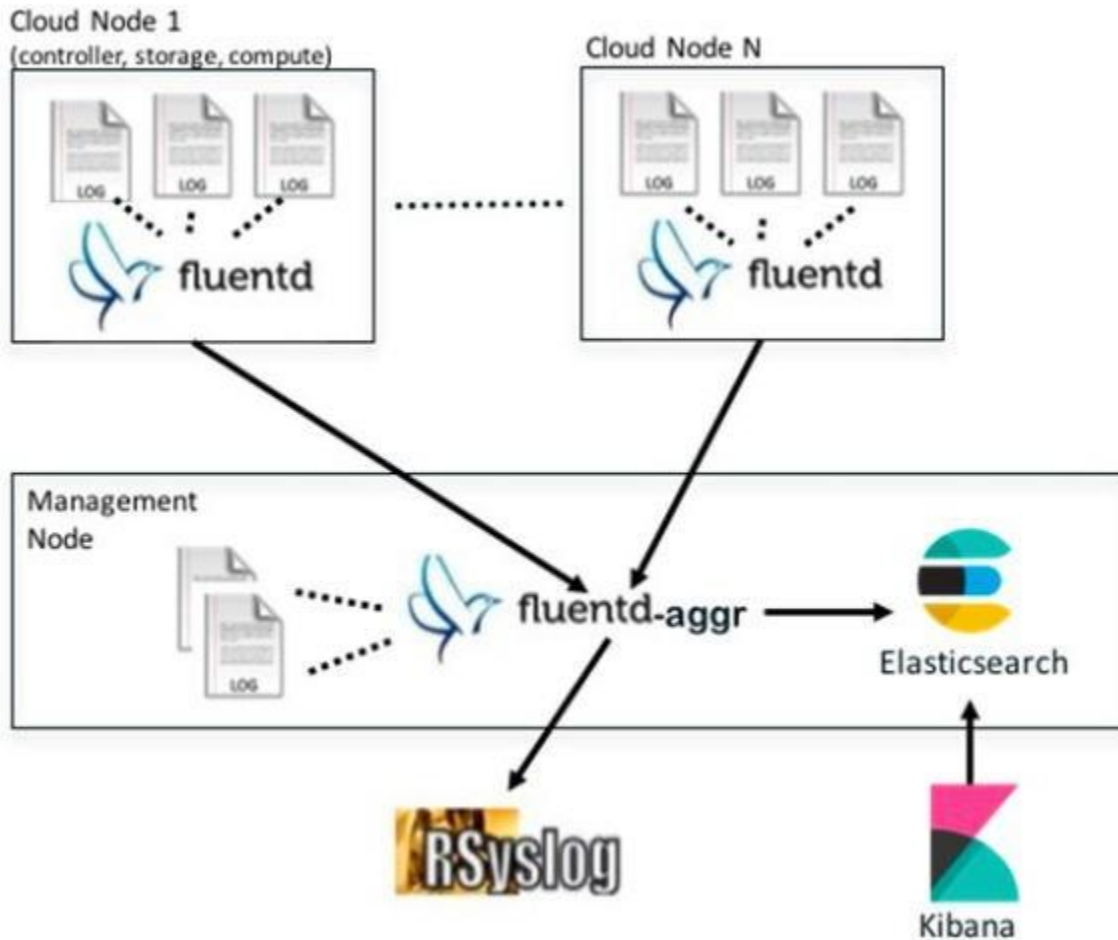 Cloud Node 1
(controller, storage, compute)
Cloud Node N
LOG
LOG
LOG
LOG
LOG
LOG
fluentd
fluentd
Management
Node
fluentd-aggr
LOG
Elasticsearch
RSyslog
Kibana